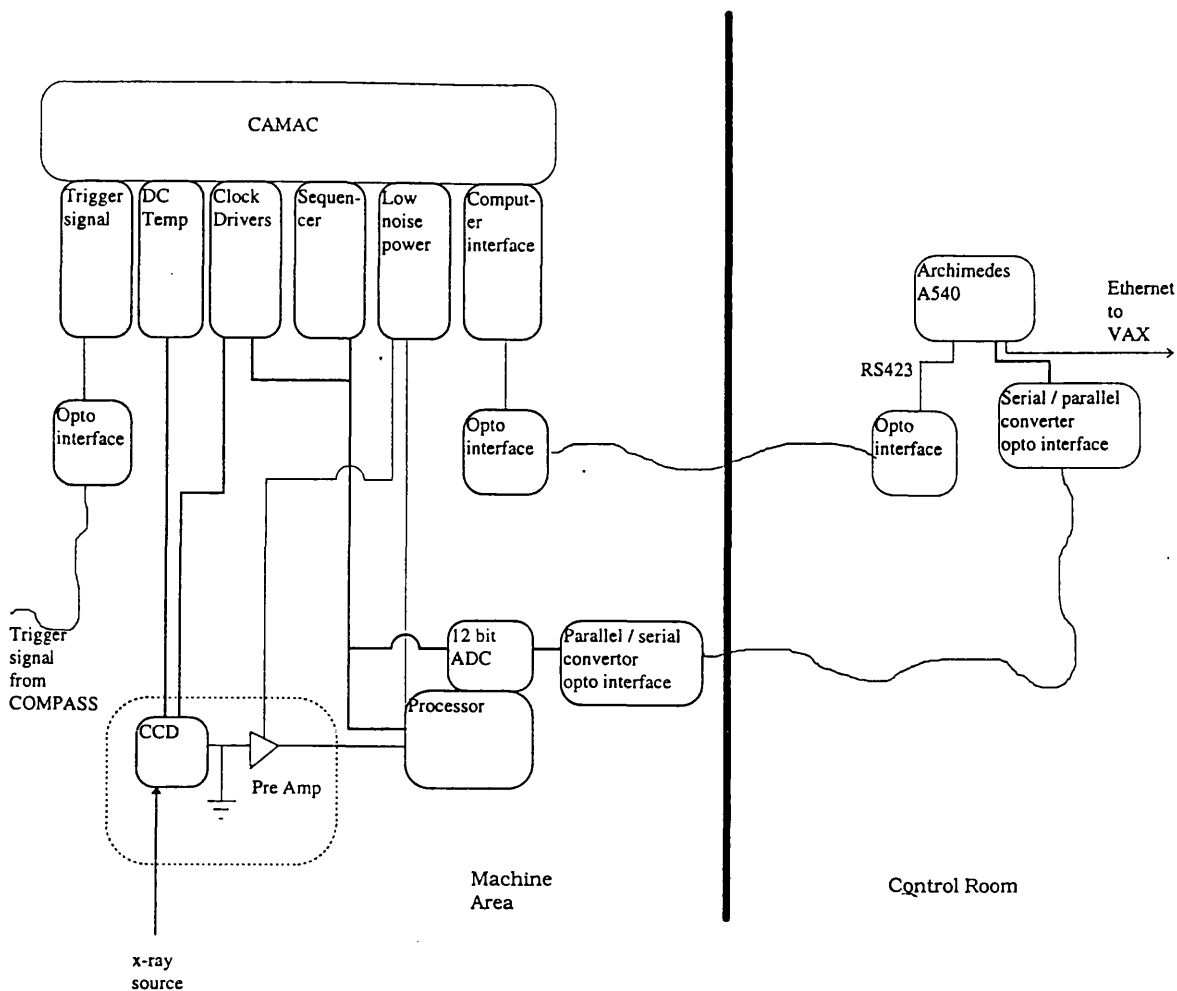 CAMAC
Trigger
signal
DC
Temp
Clock
Drivers
Sequen-
cer
Low
noise
power
Comput-
er
interface
Archimedes
A540
Ethernet
to
VAX
RS423
Opto
interface
Opto
interface
Opto
interface
Serial / parallel
converter
opto interface
Trigger
signal
from
COMPASS
12 bit
ADC
Parallel / serial
convertor
opto interface
Processor
CCD
Pre Amp
Machine
Area
Control Room
x-ray
source